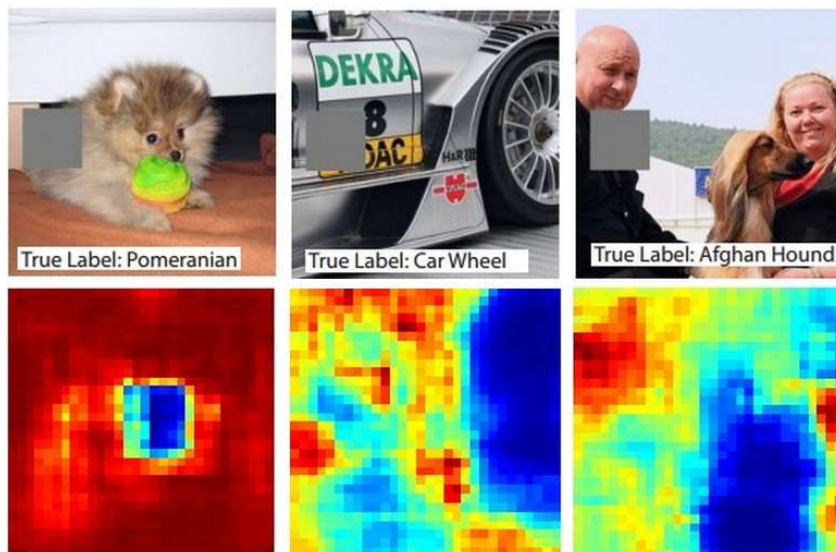 DEKRA
8
DAC
H&R
True Label: Pomeranian
True Label: Car Wheel
True Label: Afghan Hound